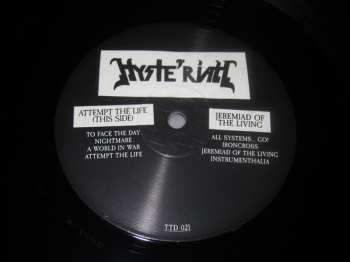 HYSTE'RIAH
ATTEMPT THE LIFE
(THIS SIDE)
TO FACE THE DAY
NIGHTMARE
A WORLD IN WAR
ATTEMPT THE LIFE
JEREMIAD OF
THE LIVING
ALL SYSTEMS... GO!
IRONCROSS
JEREMIAD OF THE LIVING
INSTRUMENTHALIA
TTD 021